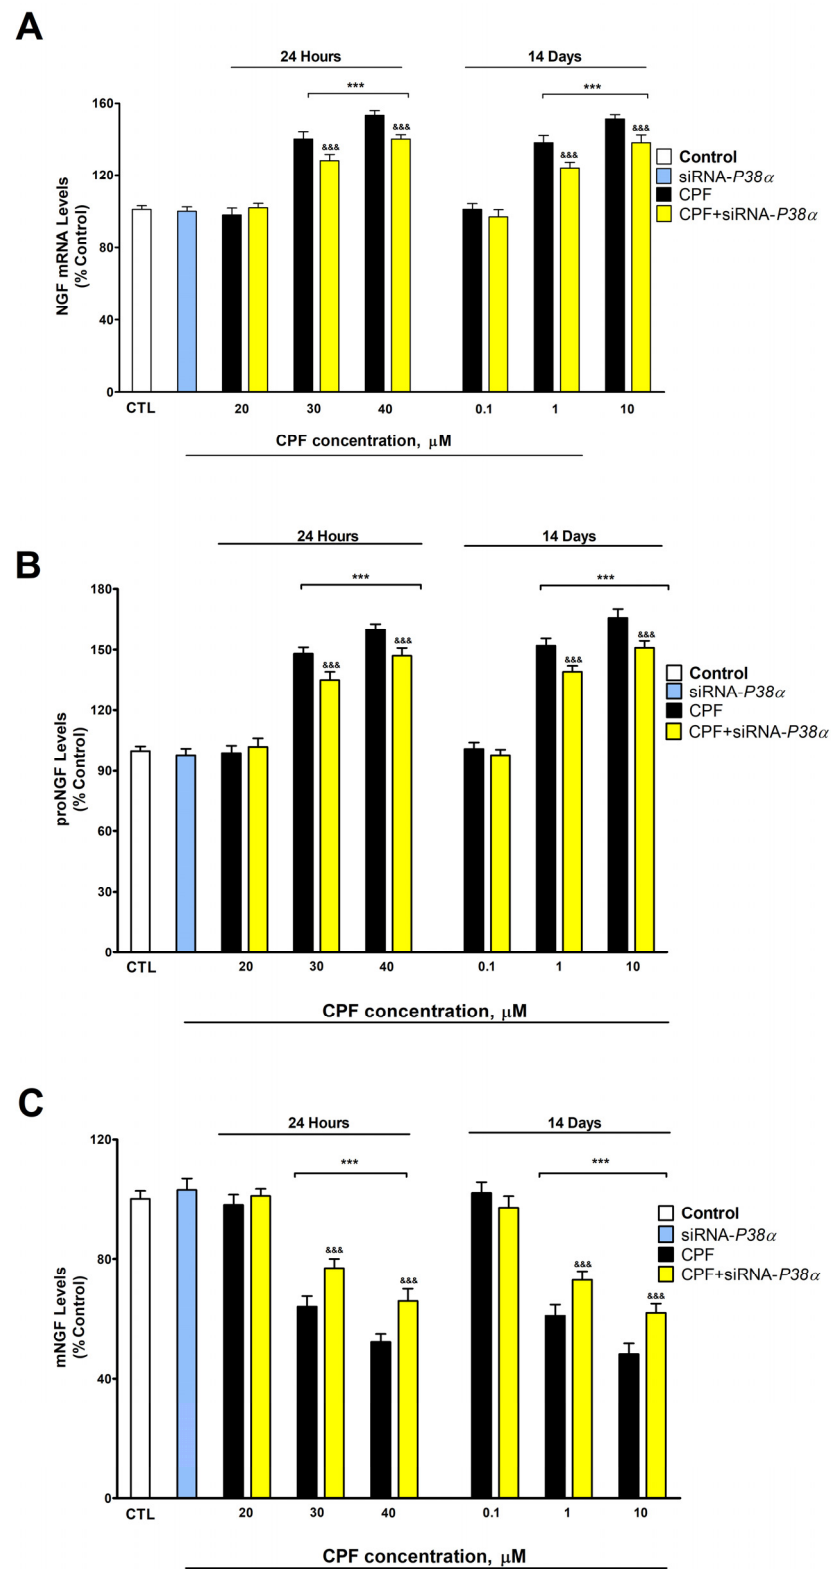 A
24 Hours
14 Days
***
***
NGF mRNA Levels
(% Control)
160
120
80
40
0
&&&
&&&
&&&
&&&
Control
siRNA-P38α
CPF
CPF+siRNA-P38α
CTL
20
30
40
0.1
1
10
CPF concentration, μM
B
24 Hours
14 Days
***
***
proNGF Levels
(% Control)
180
150
120
90
60
30
0
&&&
&&&
&&&
&&&
Control
siRNA-P38α
CPF
CPF+siRNA-P38α
CTL
20
30
40
0.1
1
10
CPF concentration, μM
C
24 Hours
14 Days
***
***
mNGF Levels
(% Control)
120
80
40
0
&&&
&&&
&&&
&&&
Control
siRNA-P38α
CPF
CPF+siRNA-P38α
CTL
20
30
40
0.1
1
10
CPF concentration, μM